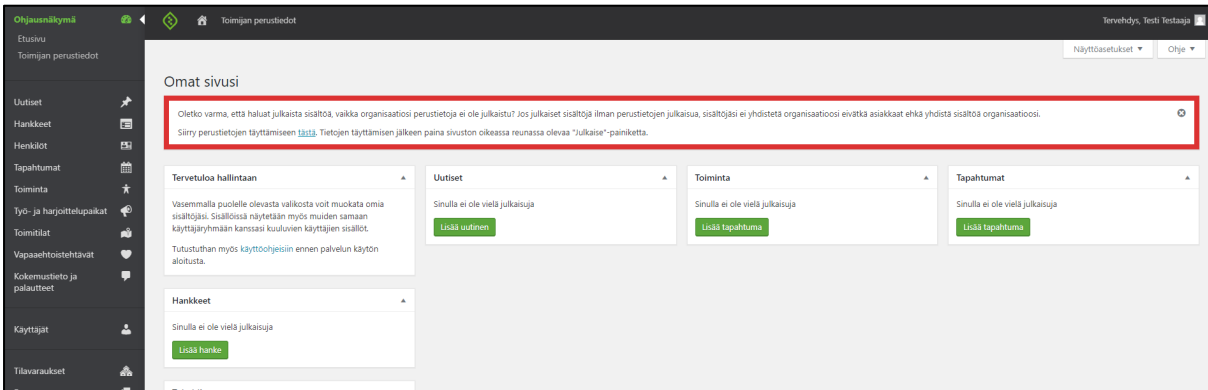 Ohjausnäkymä
Etusivu
Toimijan perustiedot
Uutiset
Hankkeet
Henkilöt
Tapahtumat
Toiminta
Työ- ja harjoittelupaikat
Toimitilat
Vapaaehtoistehtävät
Kokemustieto ja
palautteet
Käyttäjät
Tilavaraukset
Toimijan perustiedot
Tervehdys, Testi Testaaja
Näyttöasetukset
Ohje
Omat sivusi
Oletko varma, että haluat julkaista sisältöä, vaikka organisaatiosi perustietoja ei ole julkaistu? Jos julkaiset sisältöjä ilman perustietojen julkaisua, sisältöjäsi ei yhdistetä organisaatioosi eivätkä asiakkaat ehkä yhdistä sisältöä organisaatioosi.
Siirry perustietojen täyttämiseen tästä. Tietojen täyttämisen jälkeen paina sivuston oikeassa reunassa olevaa "Julkaise"-painiketta.
Tervetuloa hallintaan
Vasemmalla puolelle olevasta valikosta voit muokata omia
sisältöjäsi. Sisällöissä näytetään myös muiden samaan
käyttäjäryhmään kanssasi kuuluvien käyttäjien sisällöt.
Tutustuthan myös käyttöohjeisiin ennen palvelun käytön
aloitusta.
Uutiset
Sinulla ei ole vielä julkaisuja
Lisää uutinen
Toiminta
Sinulla ei ole vielä julkaisuja
Lisää tapahtuma
Tapahtumat
Sinulla ei ole vielä julkaisuja
Lisää tapahtuma
Hankkeet
Sinulla ei ole vielä julkaisuja
Lisää hanke